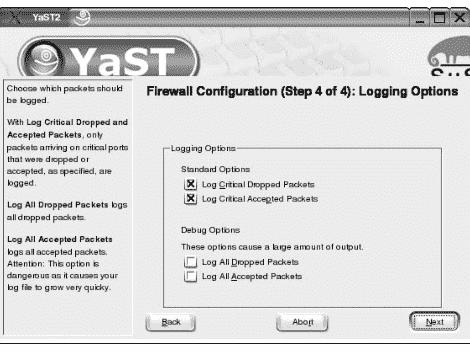 YaST2
YaST
Choose which packets should
be logged.
With Log Critical Dropped and
Accepted Packets, only
packets arriving on critical ports
that were dropped or
accepted, as specified, are
logged.
Log All Dropped Packets logs
all dropped packets.
Log All Accepted Packets
logs all accepted packets.
Attention: This option is
dangerous as it causes your
log file to grow very quickly.
Firewall Configuration (Step 4 of 4): Logging Options
Logging Options
Standard Options
Log Critical Dropped Packets
Log Critical Accepted Packets
Debug Options
These options cause a large amount of output.
Log All Dropped Packets
Log All Accepted Packets
Back
Abort
Next